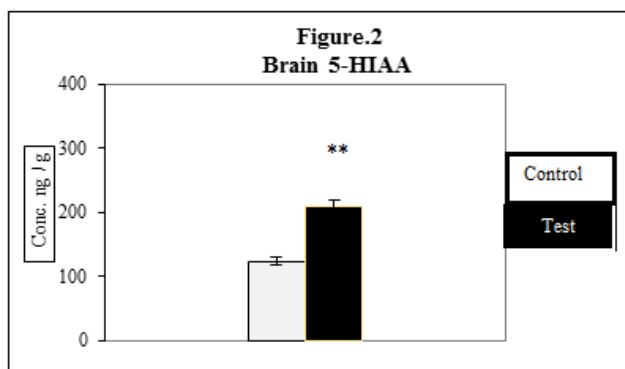 Figure.2
Brain 5-HIAA
400
300
200
100
0
Conc. ng / g
**
Control
Test